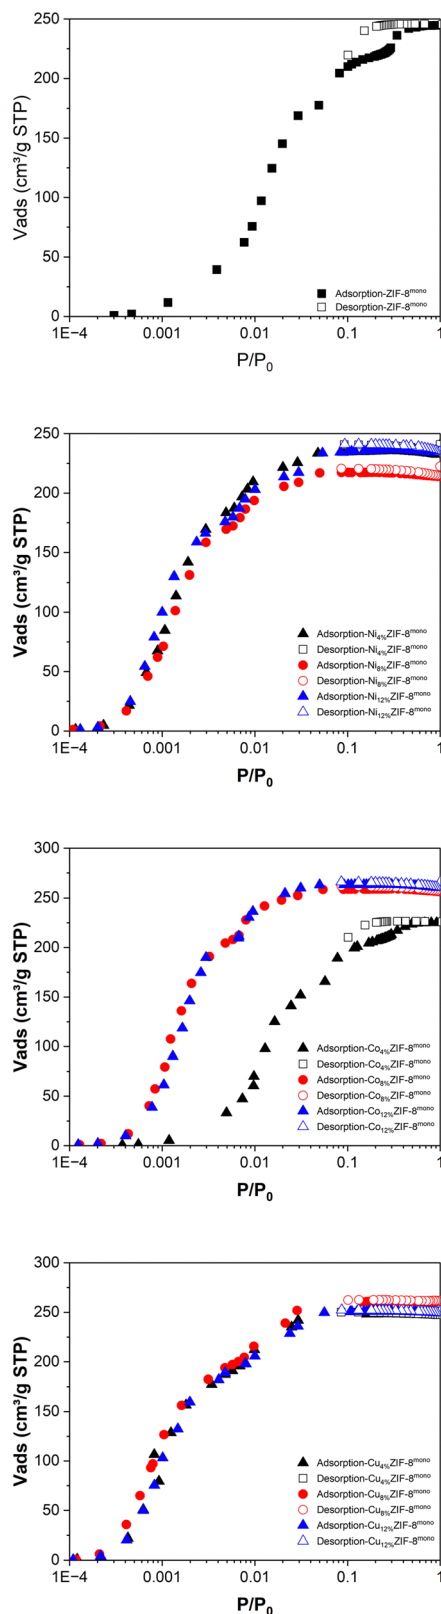 250
200
150
100
50
0
Vads (cm³/g STP)
Adsorption-ZIF-8ᵐᵒⁿᵒ
Desorption-ZIF-8ᵐᵒⁿᵒ
1E−4 0.001 0.01 0.1 1
P/P₀
250
200
150
100
50
0
Vads (cm³/g STP)
Adsorption-Ni₄%ZIF-8ᵐᵒⁿᵒ
Desorption-Ni₄%ZIF-8ᵐᵒⁿᵒ
Adsorption-Ni₈%ZIF-8ᵐᵒⁿᵒ
Desorption-Ni₈%ZIF-8ᵐᵒⁿᵒ
Adsorption-Ni₁₂%ZIF-8ᵐᵒⁿᵒ
Desorption-Ni₁₂%ZIF-8ᵐᵒⁿᵒ
1E−4 0.001 0.01 0.1 1
P/P₀
300
250
200
150
100
50
0
Vads (cm³/g STP)
Adsorption-Co₄%ZIF-8ᵐᵒⁿᵒ
Desorption-Co₄%ZIF-8ᵐᵒⁿᵒ
Adsorption-Co₈%ZIF-8ᵐᵒⁿᵒ
Desorption-Co₈%ZIF-8ᵐᵒⁿᵒ
Adsorption-Co₁₂%ZIF-8ᵐᵒⁿᵒ
Desorption-Co₁₂%ZIF-8ᵐᵒⁿᵒ
1E−4 0.001 0.01 0.1 1
P/P₀
300
250
200
150
100
50
0
Vads (cm³/g STP)
Adsorption-Cu₄%ZIF-8ᵐᵒⁿᵒ
Desorption-Cu₄%ZIF-8ᵐᵒⁿᵒ
Adsorption-Cu₈%ZIF-8ᵐᵒⁿᵒ
Desorption-Cu₈%ZIF-8ᵐᵒⁿᵒ
Adsorption-Cu₁₂%ZIF-8ᵐᵒⁿᵒ
Desorption-Cu₁₂%ZIF-8ᵐᵒⁿᵒ
1E−4 0.001 0.01 0.1 1
P/P₀